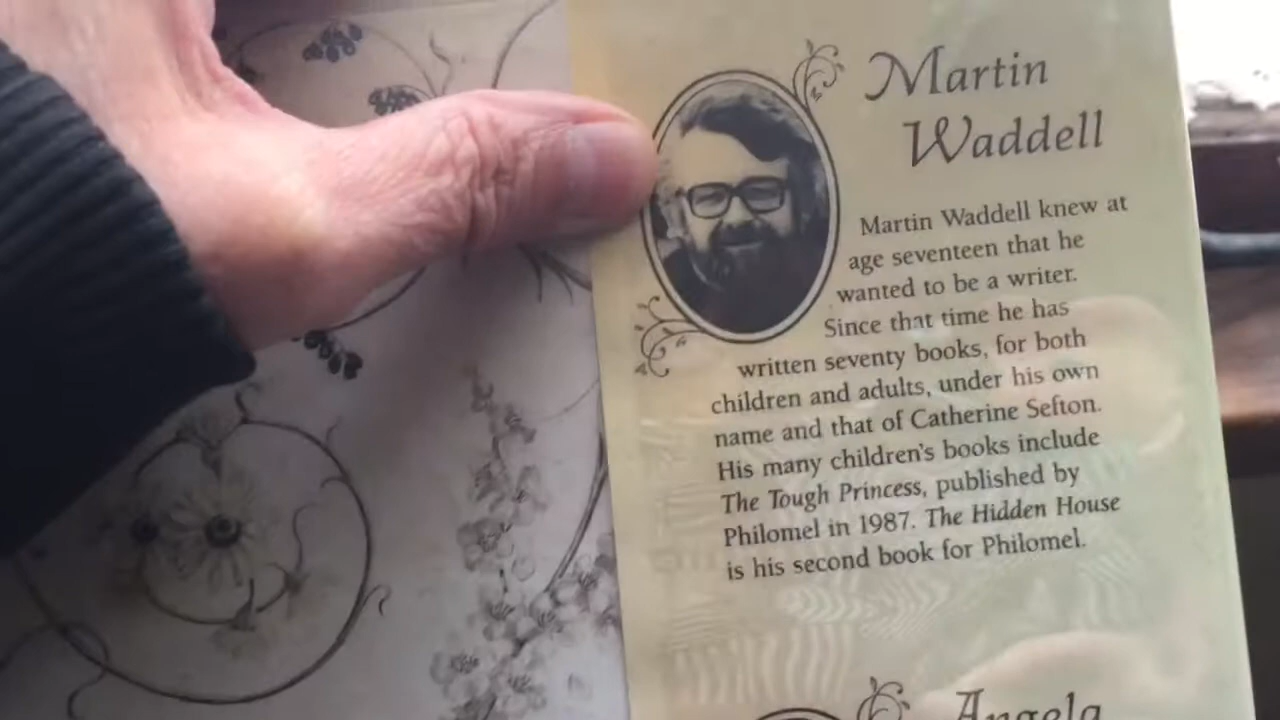 Martin
Waddell
Martin Waddell knew at
age seventeen that he
wanted to be a writer.
Since that time he has
written seventy books, for both
children and adults, under his own
name and that of Catherine Sefton.
His many children's books include
The Tough Princess, published by
Philomel in 1987. The Hidden House
is his second book for Philomel.
Angela